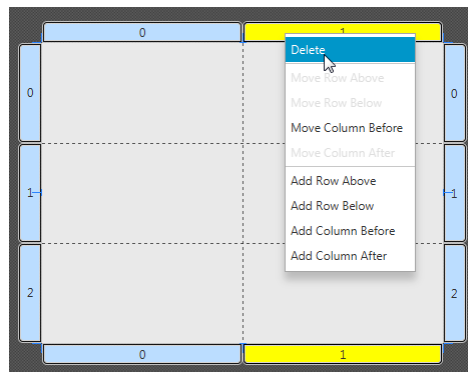 0 1
Delete
Move Row Above
0 0
Move Row Below
Move Column Before
Move Column After
Add Row Above
1 1
Add Row Below
Add Column Before
Add Column After
2 2
0 1